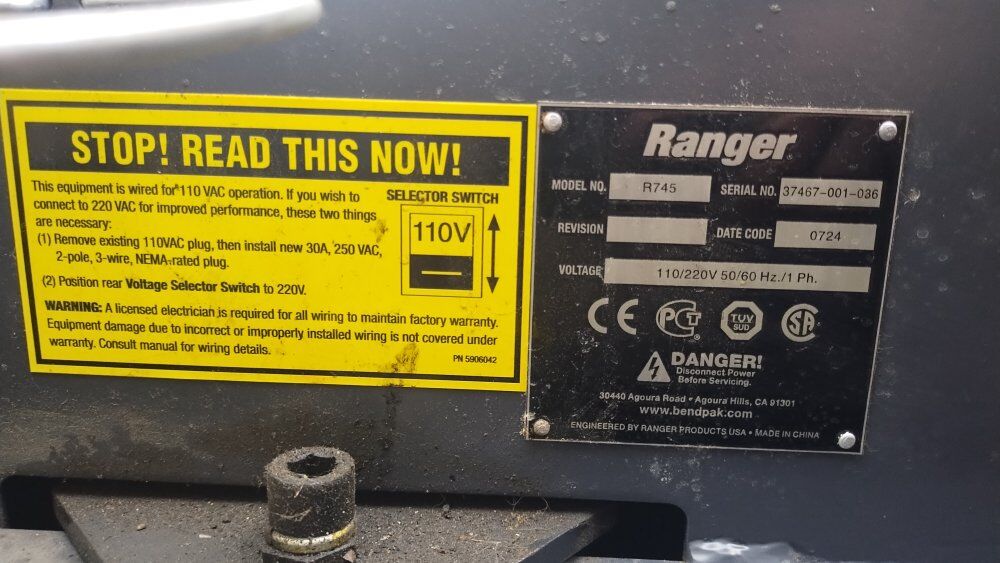 STOP! READ THIS NOW!
This equipment is wired for 110 VAC operation. If you wish to
connect to 220 VAC for improved performance, these two things
are necessary:
(1) Remove existing 110VAC plug, then install new 30A, 250 VAC,
2-pole, 3-wire, NEMA-rated plug.
(2) Position rear Voltage Selector Switch to 220V.
SELECTOR SWITCH
110V
WARNING: A licensed electrician is required for all wiring to maintain factory warranty.
Equipment damage due to incorrect or improperly installed wiring is not covered under
warranty. Consult manual for wiring details.
PN 5906042
Ranger
MODEL NO. R745 SERIAL NO. 37467-001-036
REVISION DATE CODE 0724
VOLTAGE 110/220V 50/60 Hz./1 Ph.
CE PCT TUV SUD SA
DANGER!
Disconnect Power
Before Servicing.
30440 Agoura Road • Agoura Hills, CA 91301
www.bendpak.com
ENGINEERED BY RANGER PRODUCTS USA • MADE IN CHINA